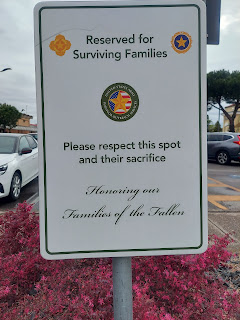 Reserved for
Surviving Families
Please respect this spot
and their sacrifice
Honoring our
Families of the Fallen